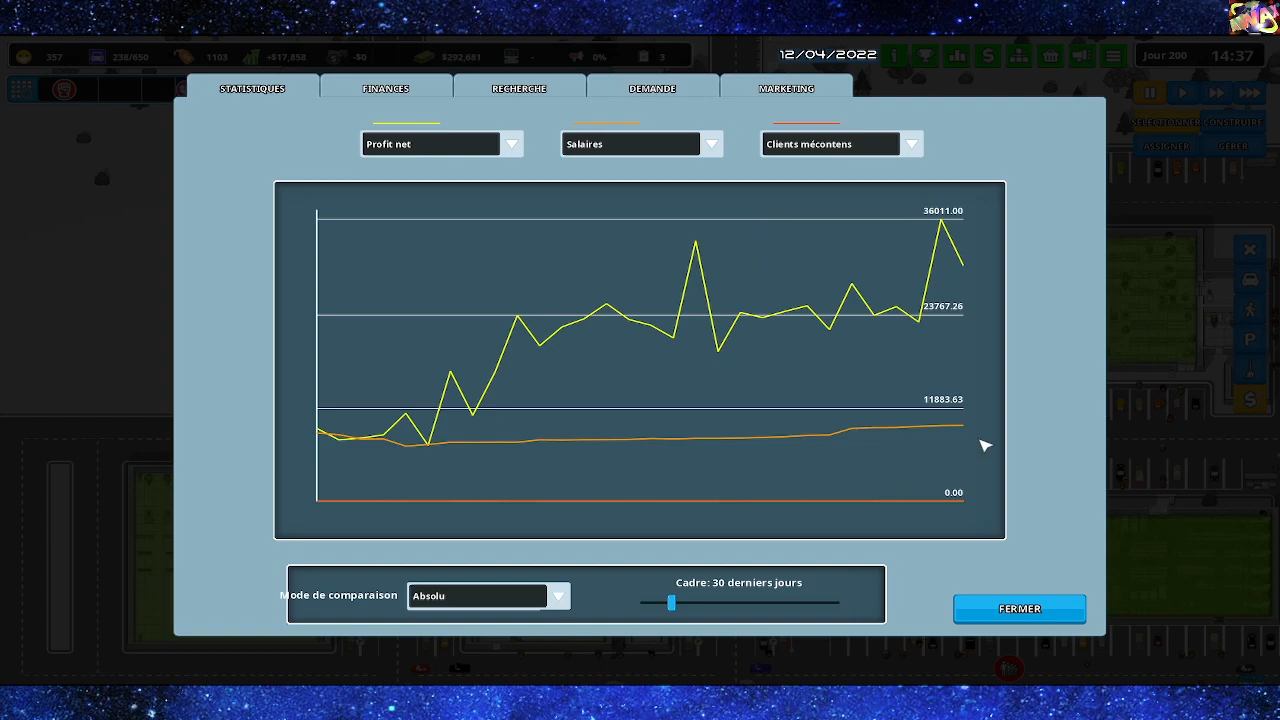 357
238/650
1103
+$17,858
-$0
$292,681
0%
3
12/04/2022
Jour 200
14:37
STATISTIQUES
FINANCES
RECHERCHE
DEMANDE
MARKETING
SÉLECTIONNER
CONSTRUIRE
ASSIGNER
GÉRER
Profit net
Salaires
Clients mécontens
36011.00
23767.26
11883.63
0.00
Cadre: 30 derniers jours
Mode de comparaison
Absolu
FERMER